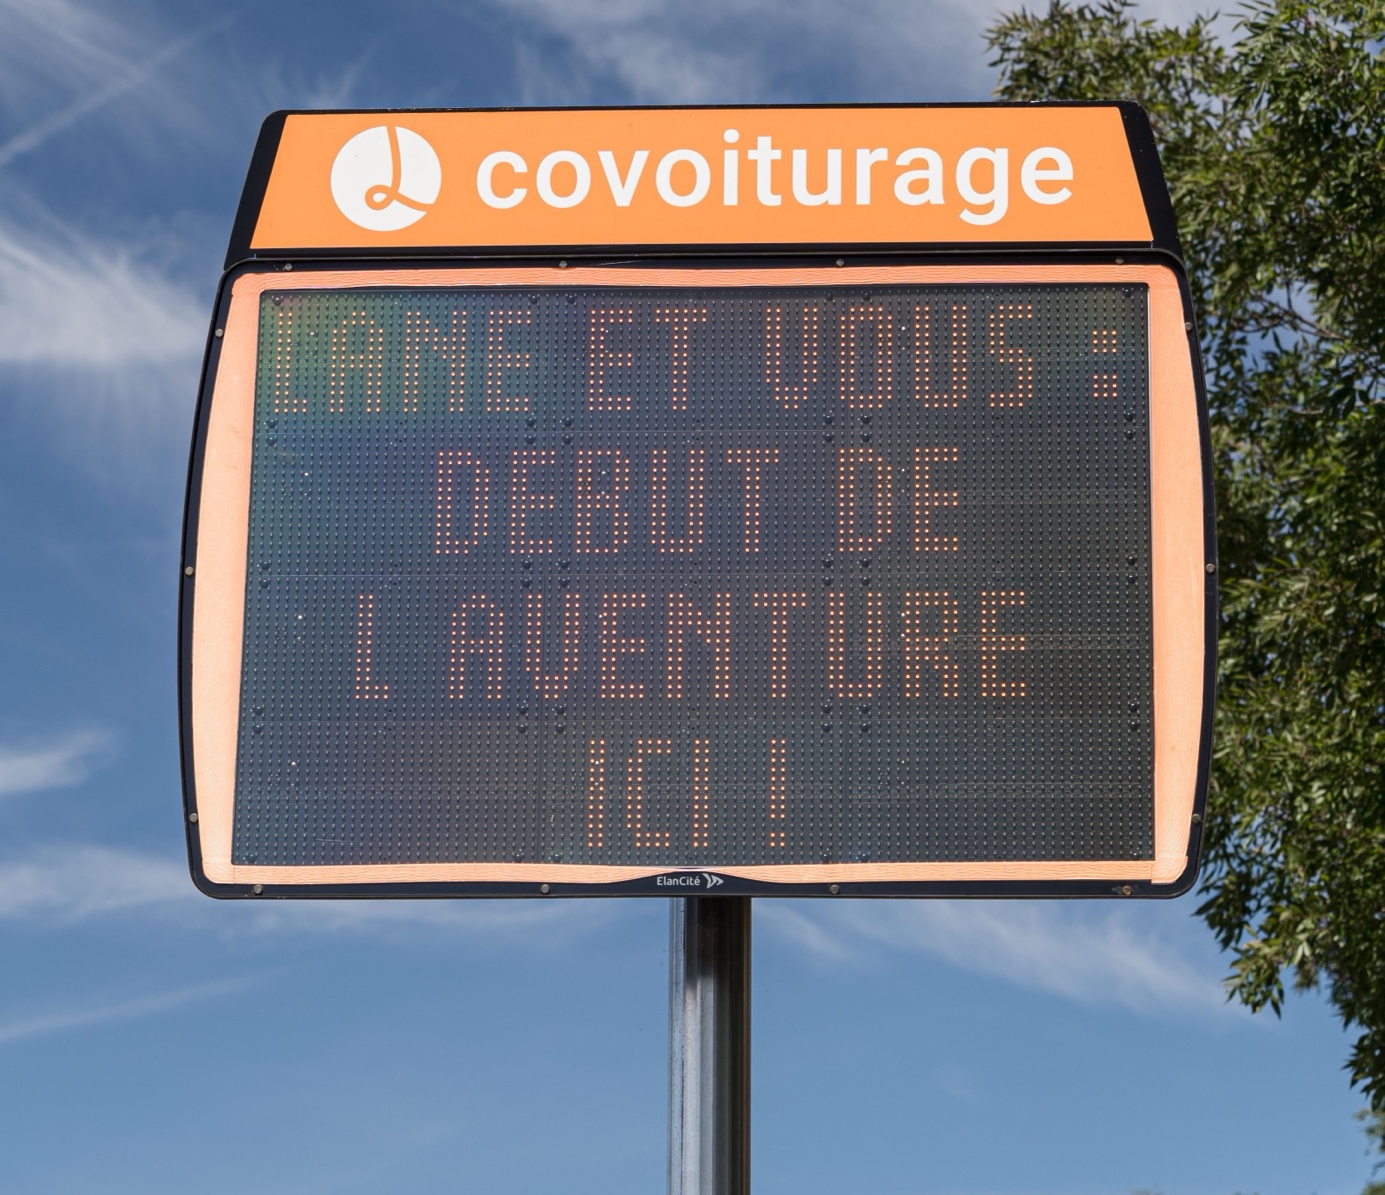 covoiturage
LANE ET VOUS :
DEBUT DE
L AVENTURE
ICI !
ElanCité